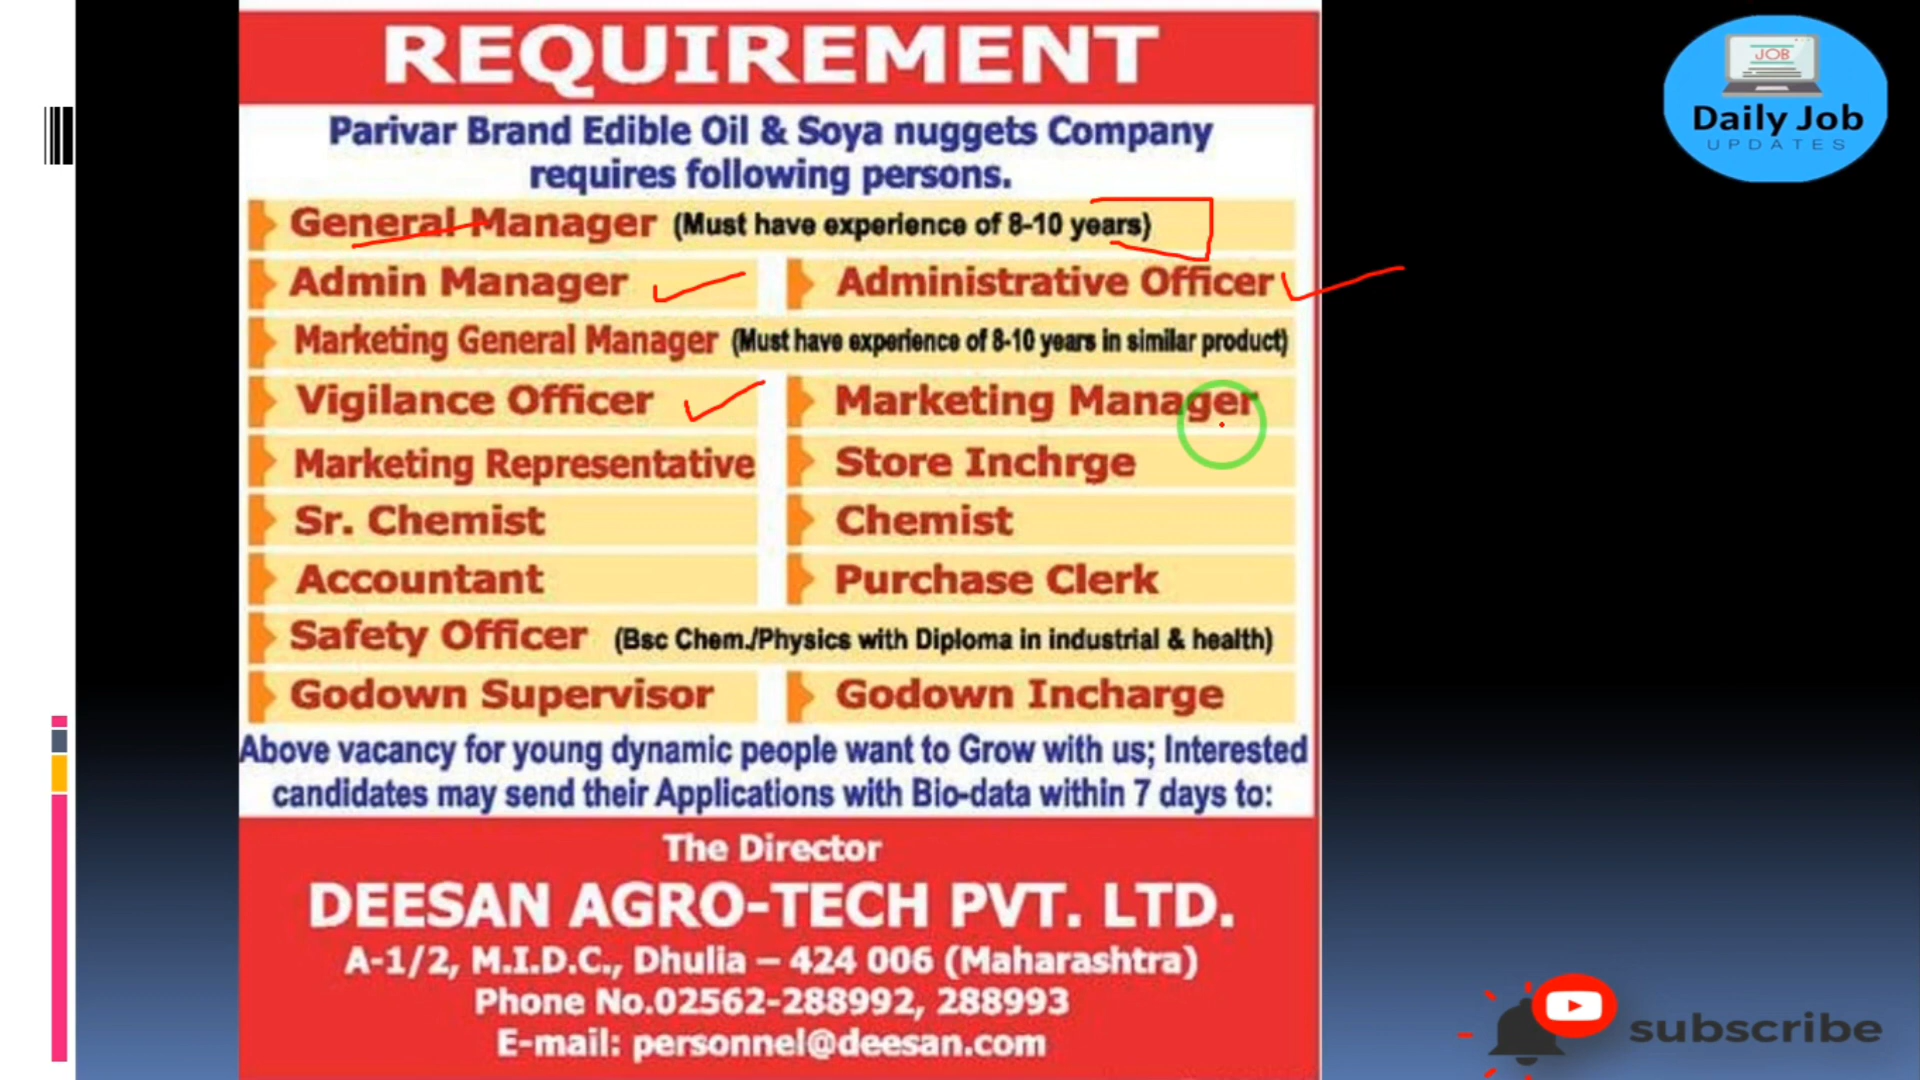 REQUIREMENT
Parivar Brand Edible Oil & Soya nuggets Company
requires following persons.
General Manager (Must have experience of 8-10 years)
Admin Manager
Administrative Officer
Marketing General Manager (Must have experience of 8-10 years in similar product)
Vigilance Officer
Marketing Manager
Marketing Representative
Store Inchrge
Sr. Chemist
Chemist
Accountant
Purchase Clerk
Safety Officer (Bsc Chem./Physics with Diploma in industrial & health)
Godown Supervisor
Godown Incharge
Above vacancy for young dynamic people want to Grow with us; Interested
candidates may send their Applications with Bio-data within 7 days to:
The Director
DEESAN AGRO-TECH PVT. LTD.
A-1/2, M.I.D.C., Dhulia – 424 006 (Maharashtra)
Phone No.02562-288992, 288993
E-mail: personnel@deesan.com
JOB
Daily Job
UPDATES
subscribe